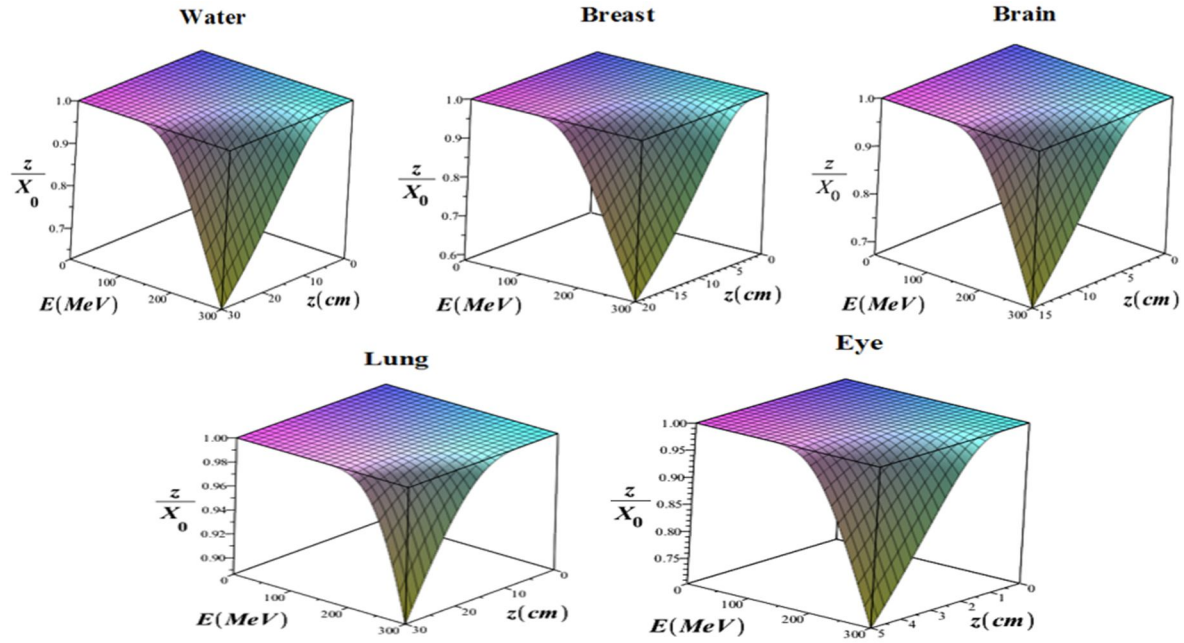 Water
1.0
0.9
0.8
0.7
z
X0
0
100
200
300
30
20
10
0
E(MeV)
z(cm)
Breast
1.0
0.9
0.8
0.7
0.6
z
X0
0
100
200
300
20
15
10
5
0
E(MeV)
z(cm)
Brain
1.0
0.9
0.8
0.7
z
X0
0
100
200
300
15
10
5
0
E(MeV)
z(cm)
Lung
1.00
0.98
0.96
0.94
0.92
0.90
z
X0
0
100
200
300
30
20
10
0
E(MeV)
z(cm)
Eye
1.00
0.95
0.90
0.85
0.80
0.75
z
X0
0
100
200
300
5
4
3
2
1
0
E(MeV)
z(cm)